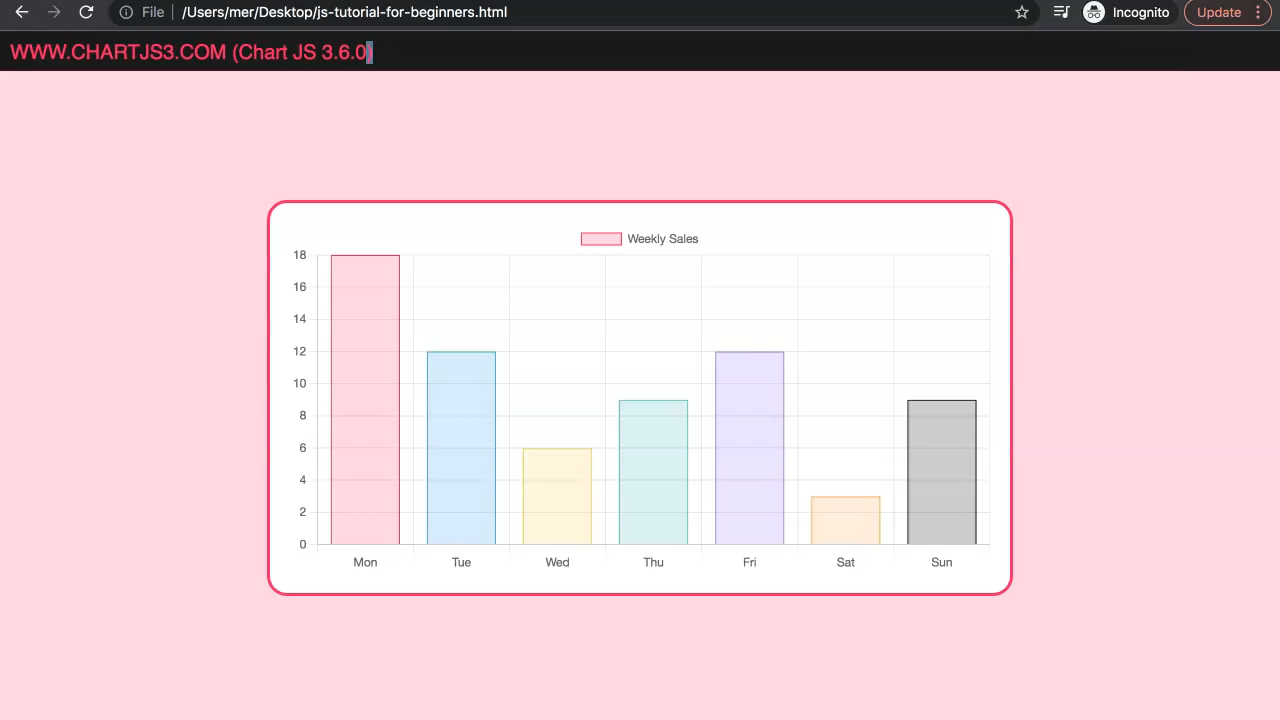 File
/Users/mer/Desktop/js-tutorial-for-beginners.html
Incognito
Update
WWW.CHARTJS3.COM (Chart JS 3.6.0)
Weekly Sales
18
16
14
12
10
8
6
4
2
0
Mon Tue Wed Thu Fri Sat Sun